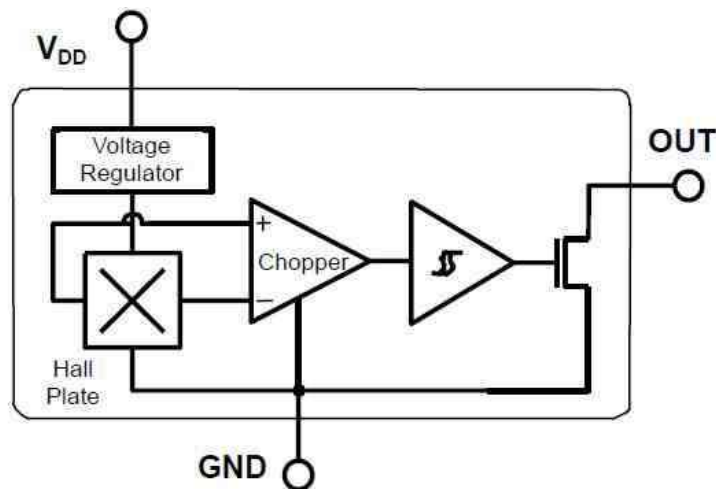 V_DD
Voltage
Regulator
OUT
+
Chopper
−
Hall
Plate
GND